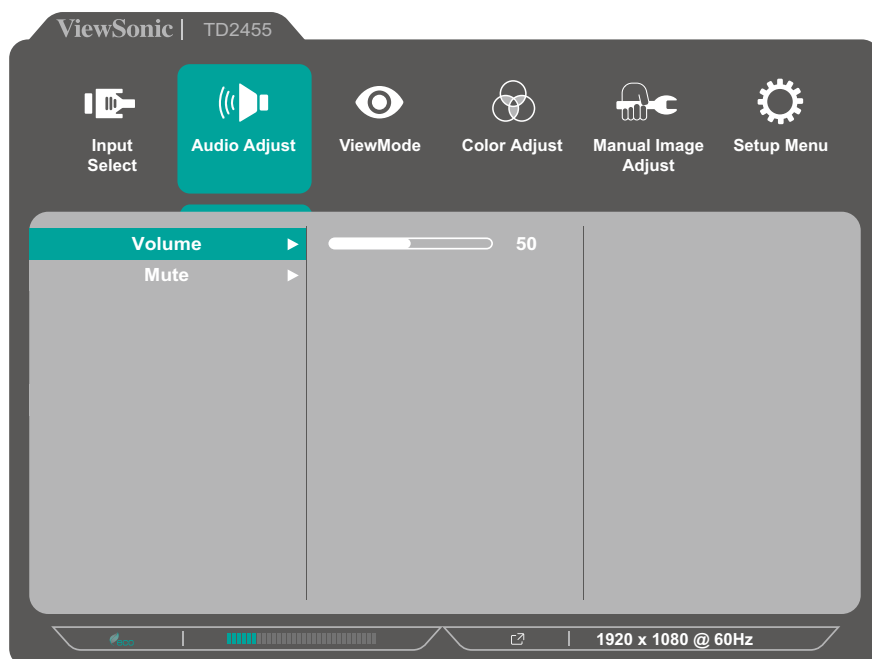 ViewSonic | TD2455
Input
Select
Audio Adjust
ViewMode
Color Adjust
Manual Image
Adjust
Setup Menu
Volume
50
Mute
eco
1920 x 1080 @ 60Hz